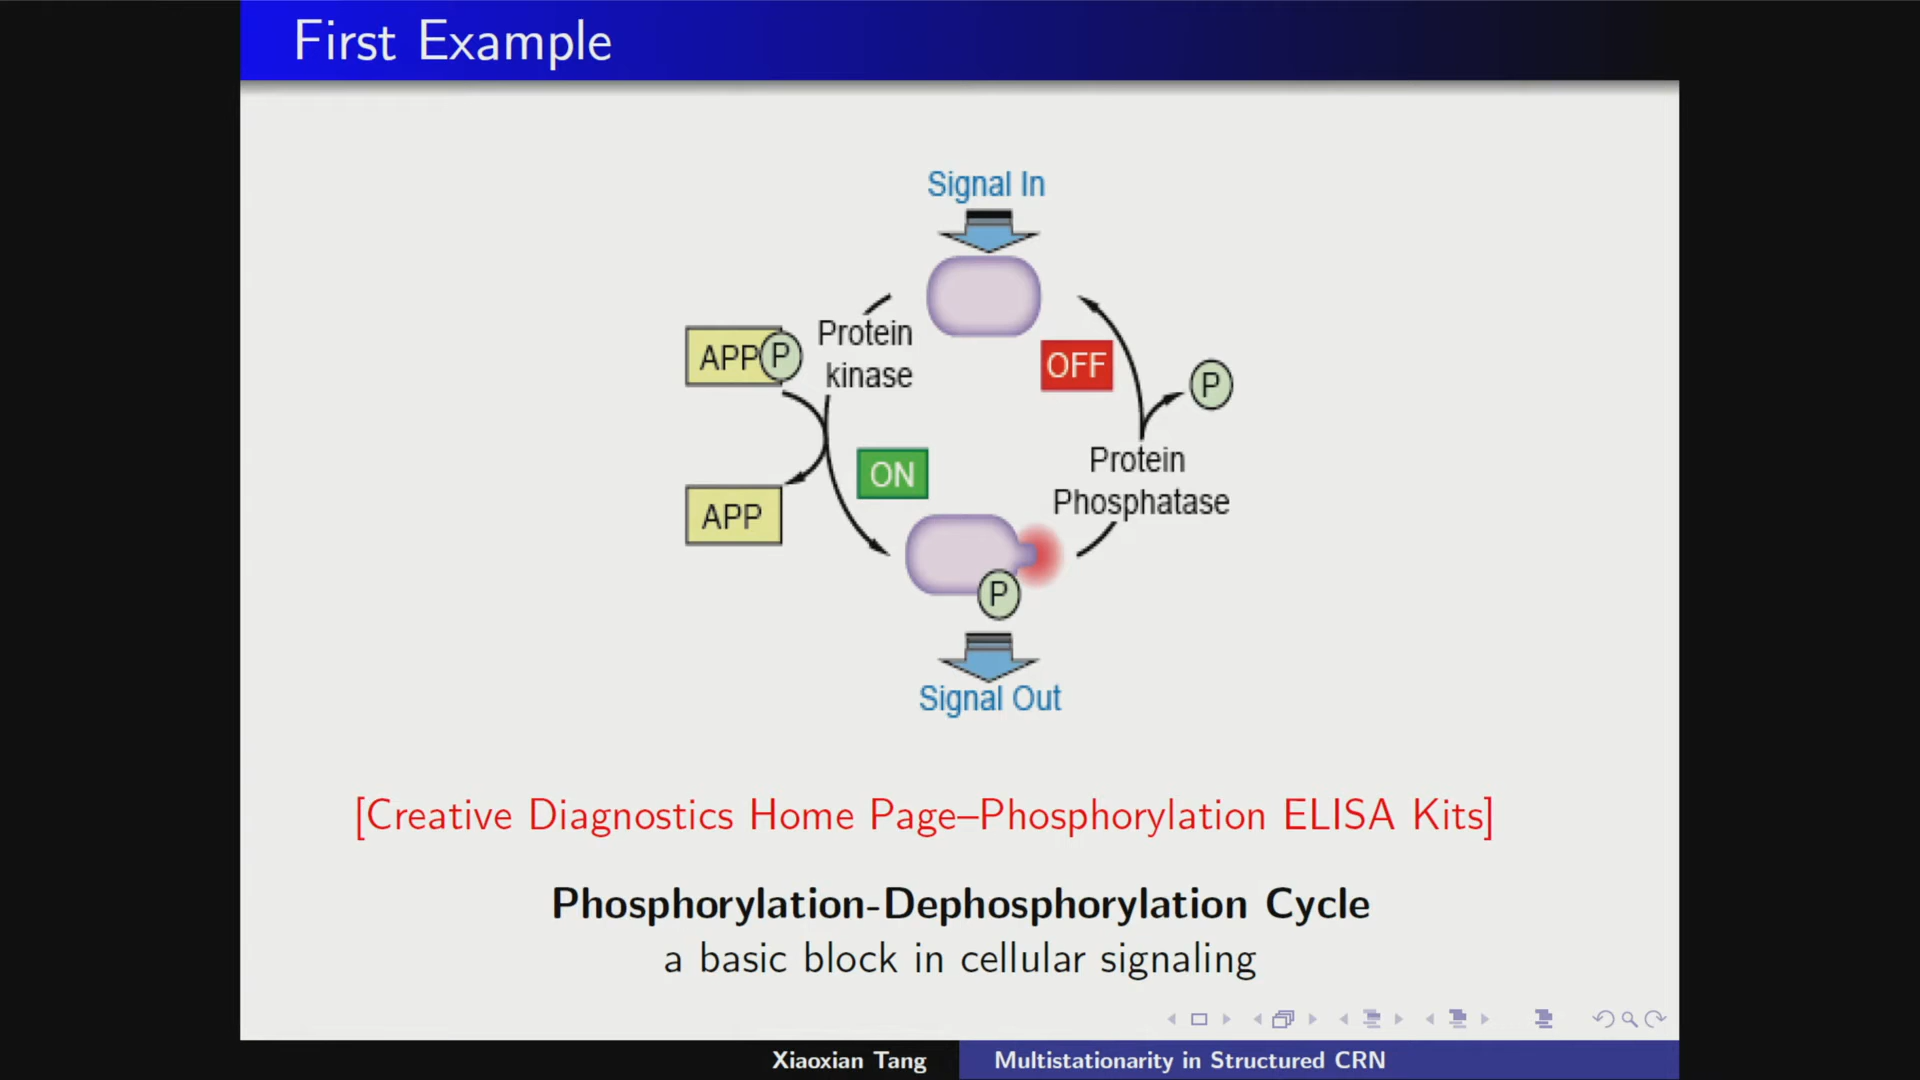 First Example
Signal In
Protein
kinase
APP P
OFF
P
ON
Protein
Phosphatase
APP
P
Signal Out
[Creative Diagnostics Home Page–Phosphorylation ELISA Kits]
Phosphorylation-Dephosphorylation Cycle
a basic block in cellular signaling
Xiaoxian Tang
Multistationarity in Structured CRN